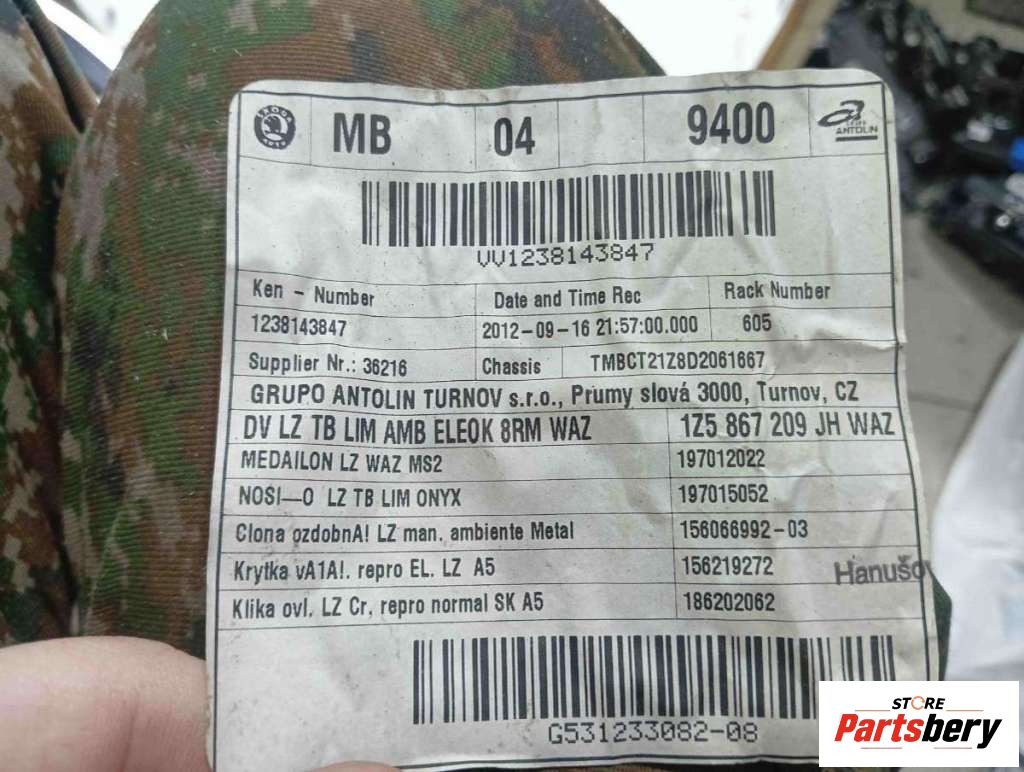 MB 04 9400
ANTOLIN
VV1238143847
Ken - Number Date and Time Rec Rack Number
1238143847 2012-09-16 21:57:00.000 605
Supplier Nr.: 36216 Chassis TMBCT21Z8D2061667
GRUPO ANTOLIN TURNOV s.r.o., Prumy slová 3000, Turnov, CZ
DV LZ TB LIM AMB ELEOK 8RM WAZ 1Z5 867 209 JH WAZ
MEDAILON LZ WAZ MS2 197012022
NOSI—O LZ TB LIM ONYX 197015052
Clona ozdobnA! LZ man. ambiente Metal 156066992-03
Krytka vA1A!. repro EL. LZ A5 156219272
Hanušo
Klika ovl. LZ Cr. repro normal SK A5 186202062
G531233082-08
STORE
Partsbery